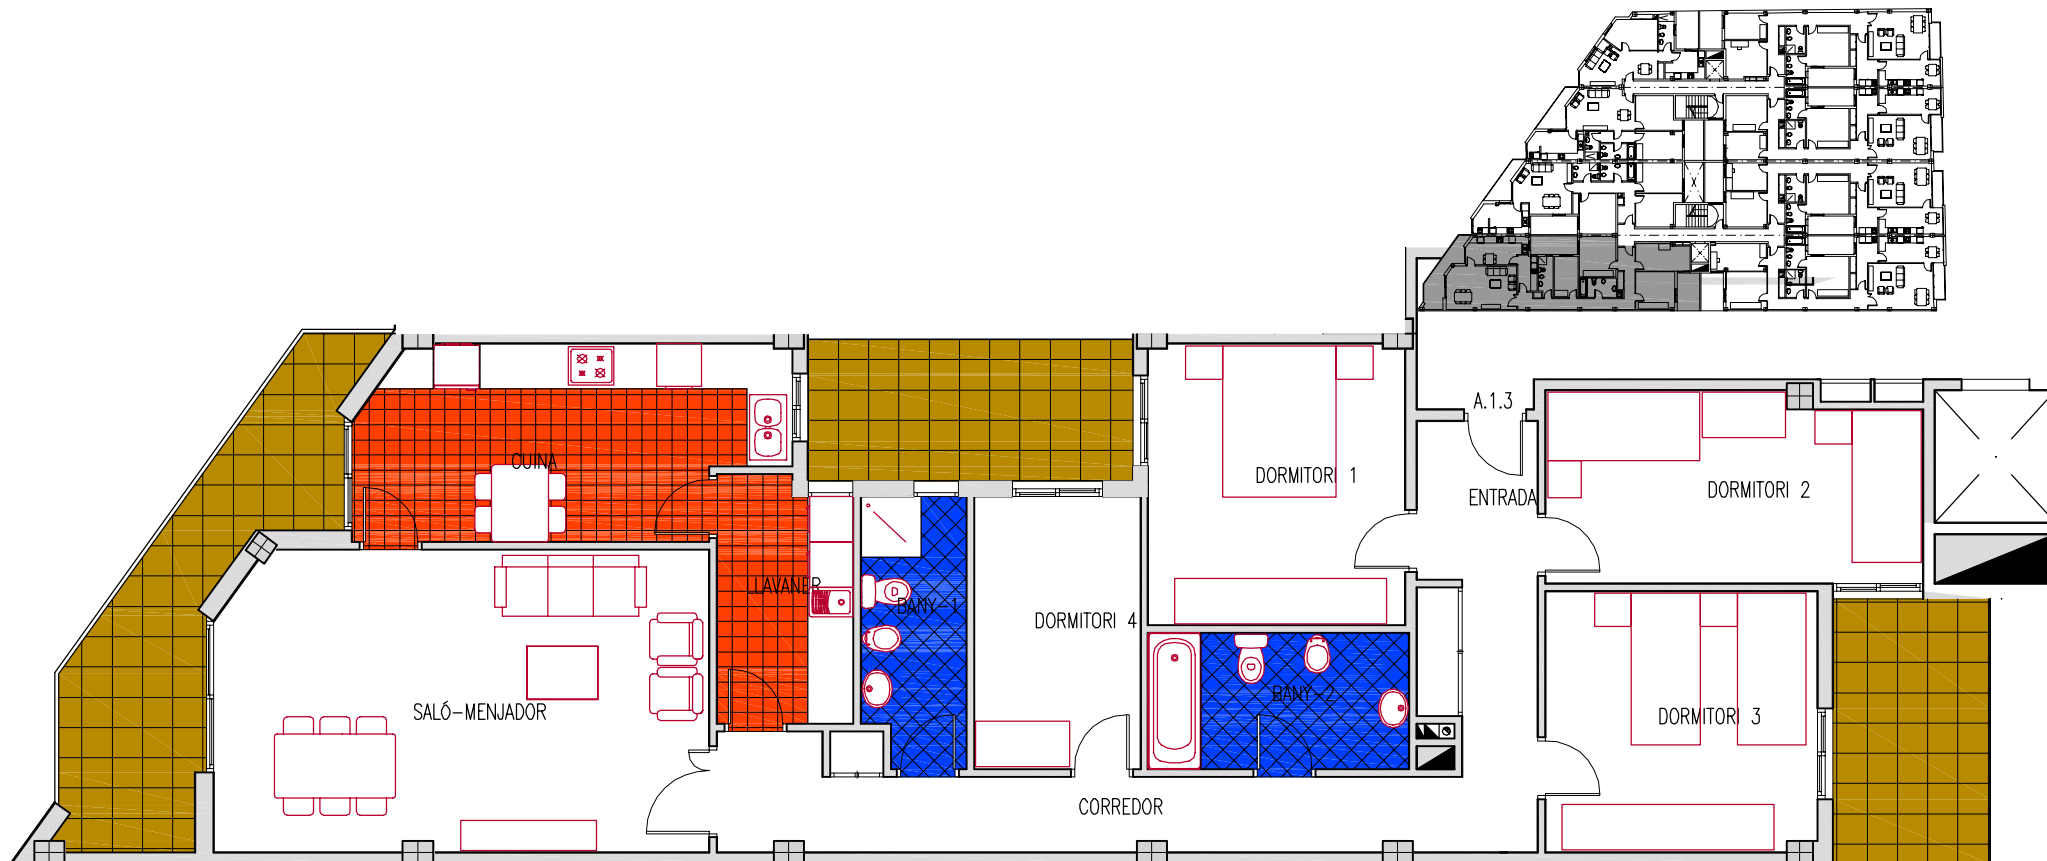 A.1.3
CUINA
DORMITORI 1
DORMITORI 2
ENTRADA
LLAVANER
BANY-1
DORMITORI 4
BANY-2
SALÓ-MENJADOR
DORMITORI 3
CORREDOR